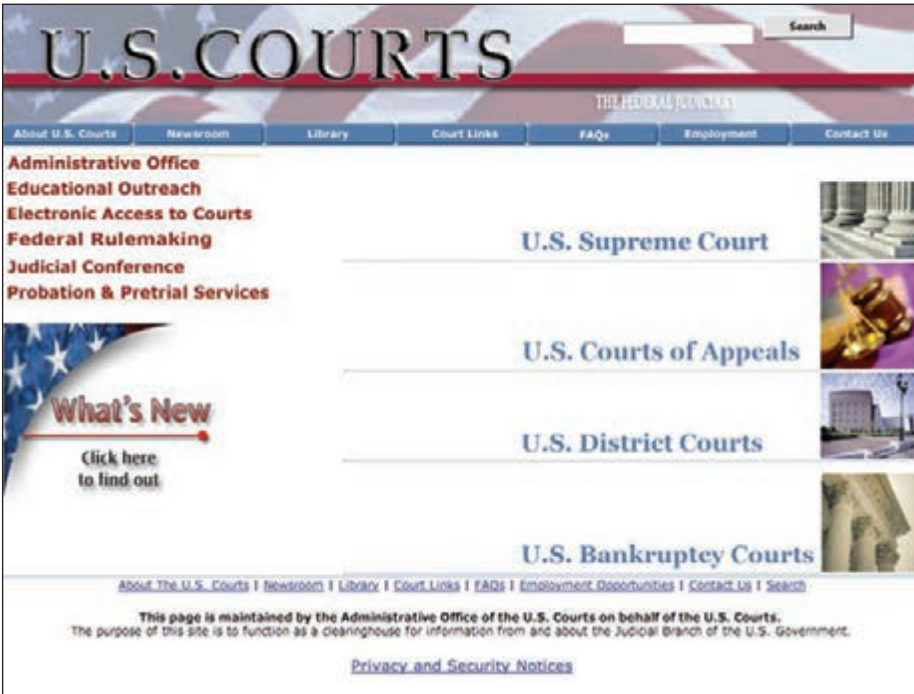 U.S.COURTS
Search
THE FEDERAL JUDICIARY
About U.S. Courts Newsroom Library Court Links FAQs Employment Contact Us
Administrative Office
Educational Outreach
Electronic Access to Courts
Federal Rulemaking
Judicial Conference
Probation & Pretrial Services
U.S. Supreme Court
U.S. Courts of Appeals
What's New
Click here
to find out
U.S. District Courts
U.S. Bankruptcy Courts
About The U.S. Courts | Newsroom | Library | Court Links | FAQs | Employment Opportunities | Contact Us | Search
This page is maintained by the Administrative Office of the U.S. Courts on behalf of the U.S. Courts.
The purpose of this site is to function as a clearinghouse for information from and about the Judicial Branch of the U.S. Government.
Privacy and Security Notices